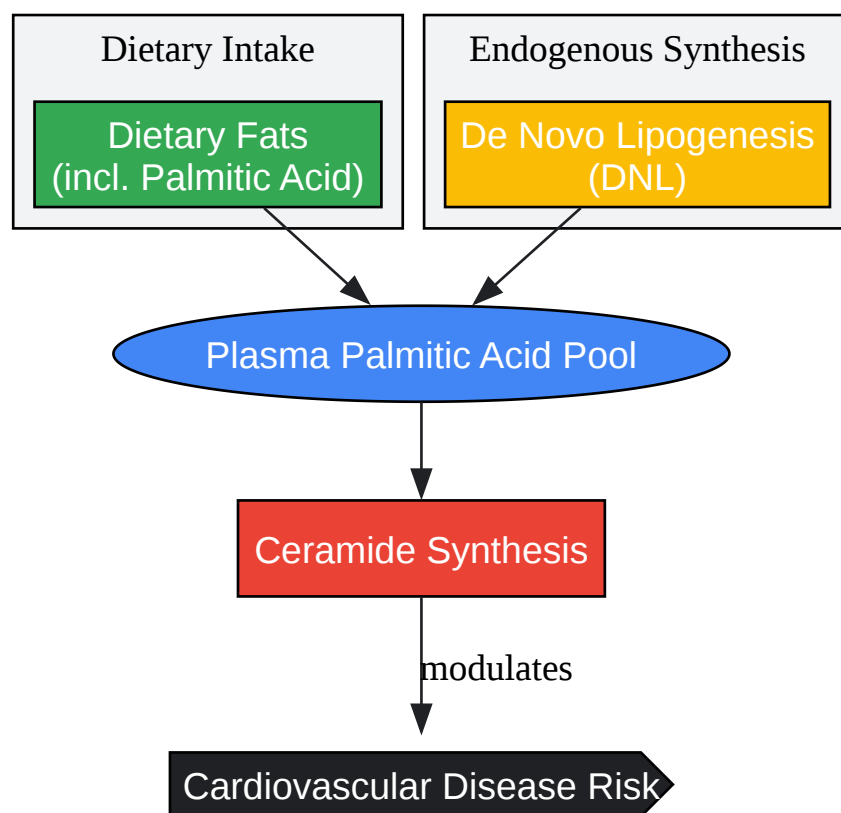 Dietary Intake
Endogenous Synthesis
Dietary Fats
(incl. Palmitic Acid)
De Novo Lipogenesis
(DNL)
Plasma Palmitic Acid Pool
Ceramide Synthesis
modulates
Cardiovascular Disease Risk